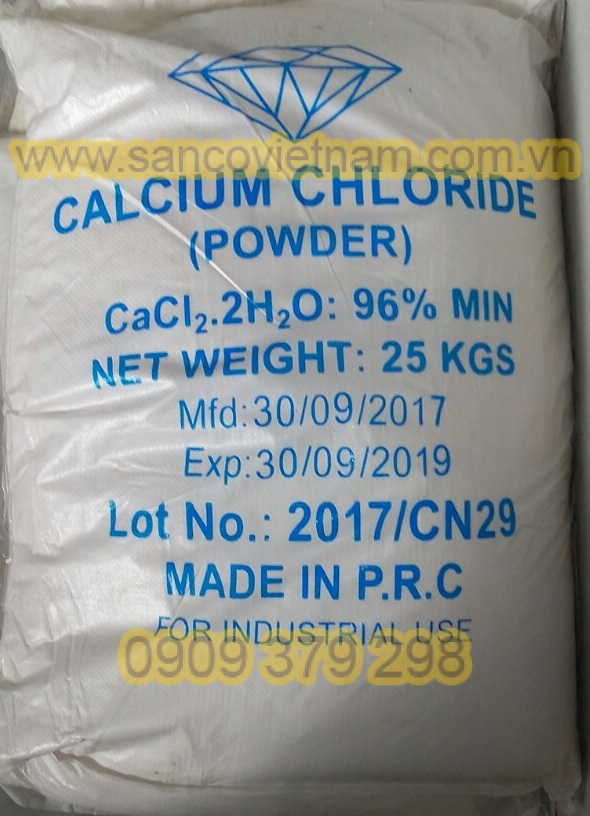 www.sancovietnam.com.vn
CALCIUM CHLORIDE
(POWDER)
CaCl₂.2H₂O: 96% MIN
NET WEIGHT: 25 KGS
Mfd:30/09/2017
Exp:30/09/2019
Lot No.: 2017/CN29
MADE IN P.R.C
FOR INDUSTRIAL USE
0909 379 298